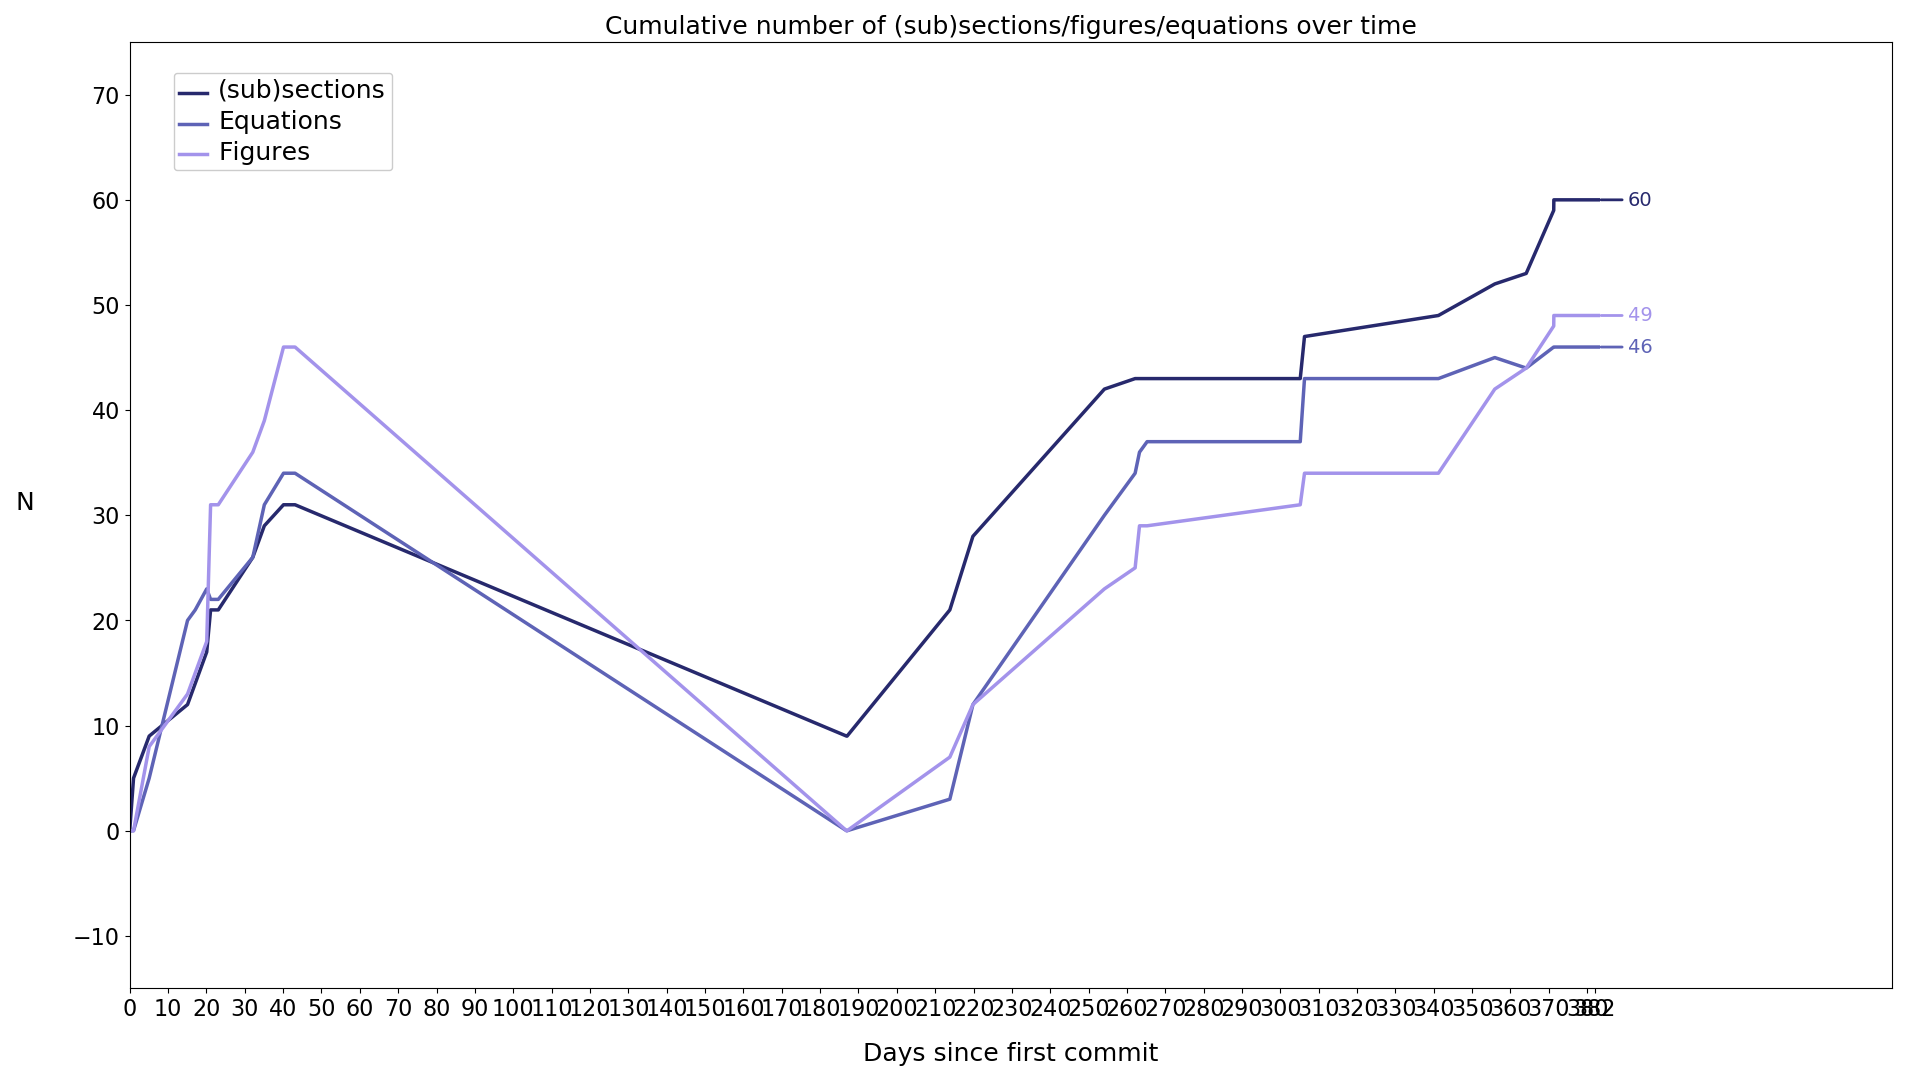 Cumulative number of (sub)sections/figures/equations over time
(sub)sections
Equations
Figures
70
60
50
40
30
20
10
0
−10
N
60
49
46
0 10 20 30 40 50 60 70 80 90 100 110 120 130 140 150 160 170 180 190 200 210 220 230 240 250 260 270 280 290 300 310 320 330 340 350 360 370 380 382
Days since first commit